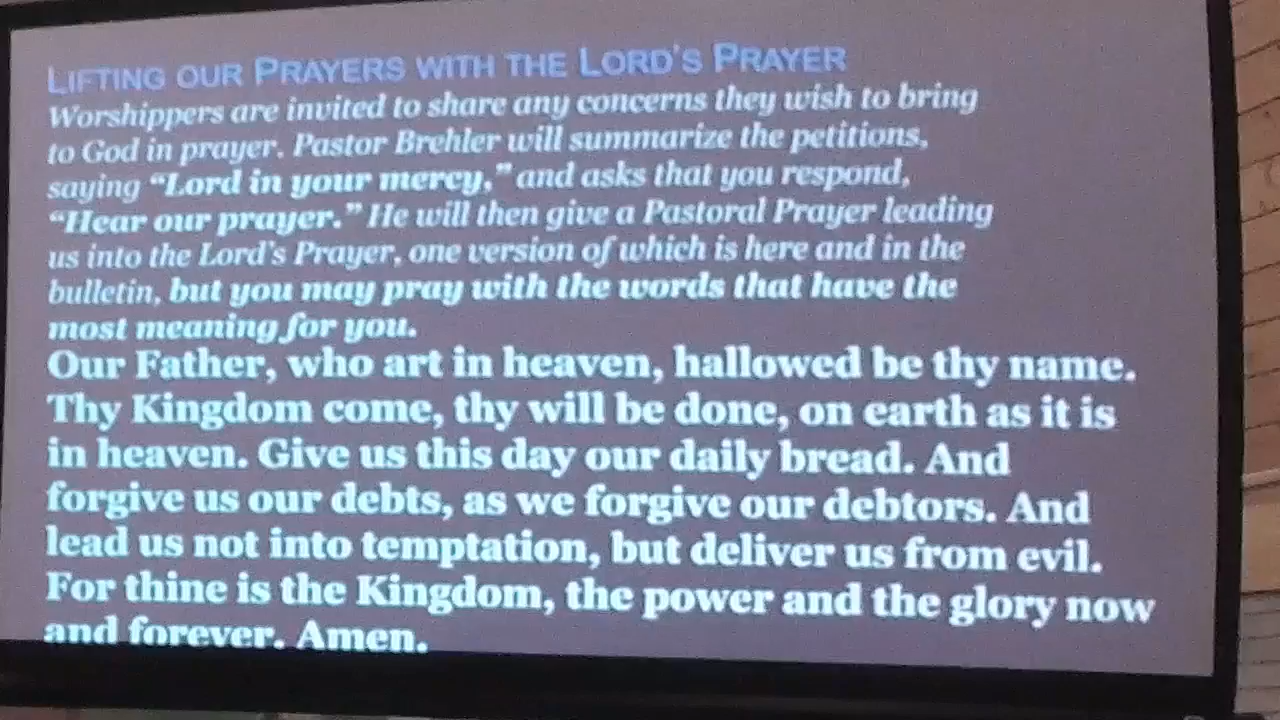 LIFTING OUR PRAYERS WITH THE LORD'S PRAYER
Worshippers are invited to share any concerns they wish to bring
to God in prayer. Pastor Brehler will summarize the petitions,
saying “Lord in your mercy,” and asks that you respond,
“Hear our prayer.” He will then give a Pastoral Prayer leading
us into the Lord's Prayer, one version of which is here and in the
bulletin, but you may pray with the words that have the
most meaning for you.
Our Father, who art in heaven, hallowed be thy name.
Thy Kingdom come, thy will be done, on earth as it is
in heaven. Give us this day our daily bread. And
forgive us our debts, as we forgive our debtors. And
lead us not into temptation, but deliver us from evil.
For thine is the Kingdom, the power and the glory now
and forever. Amen.